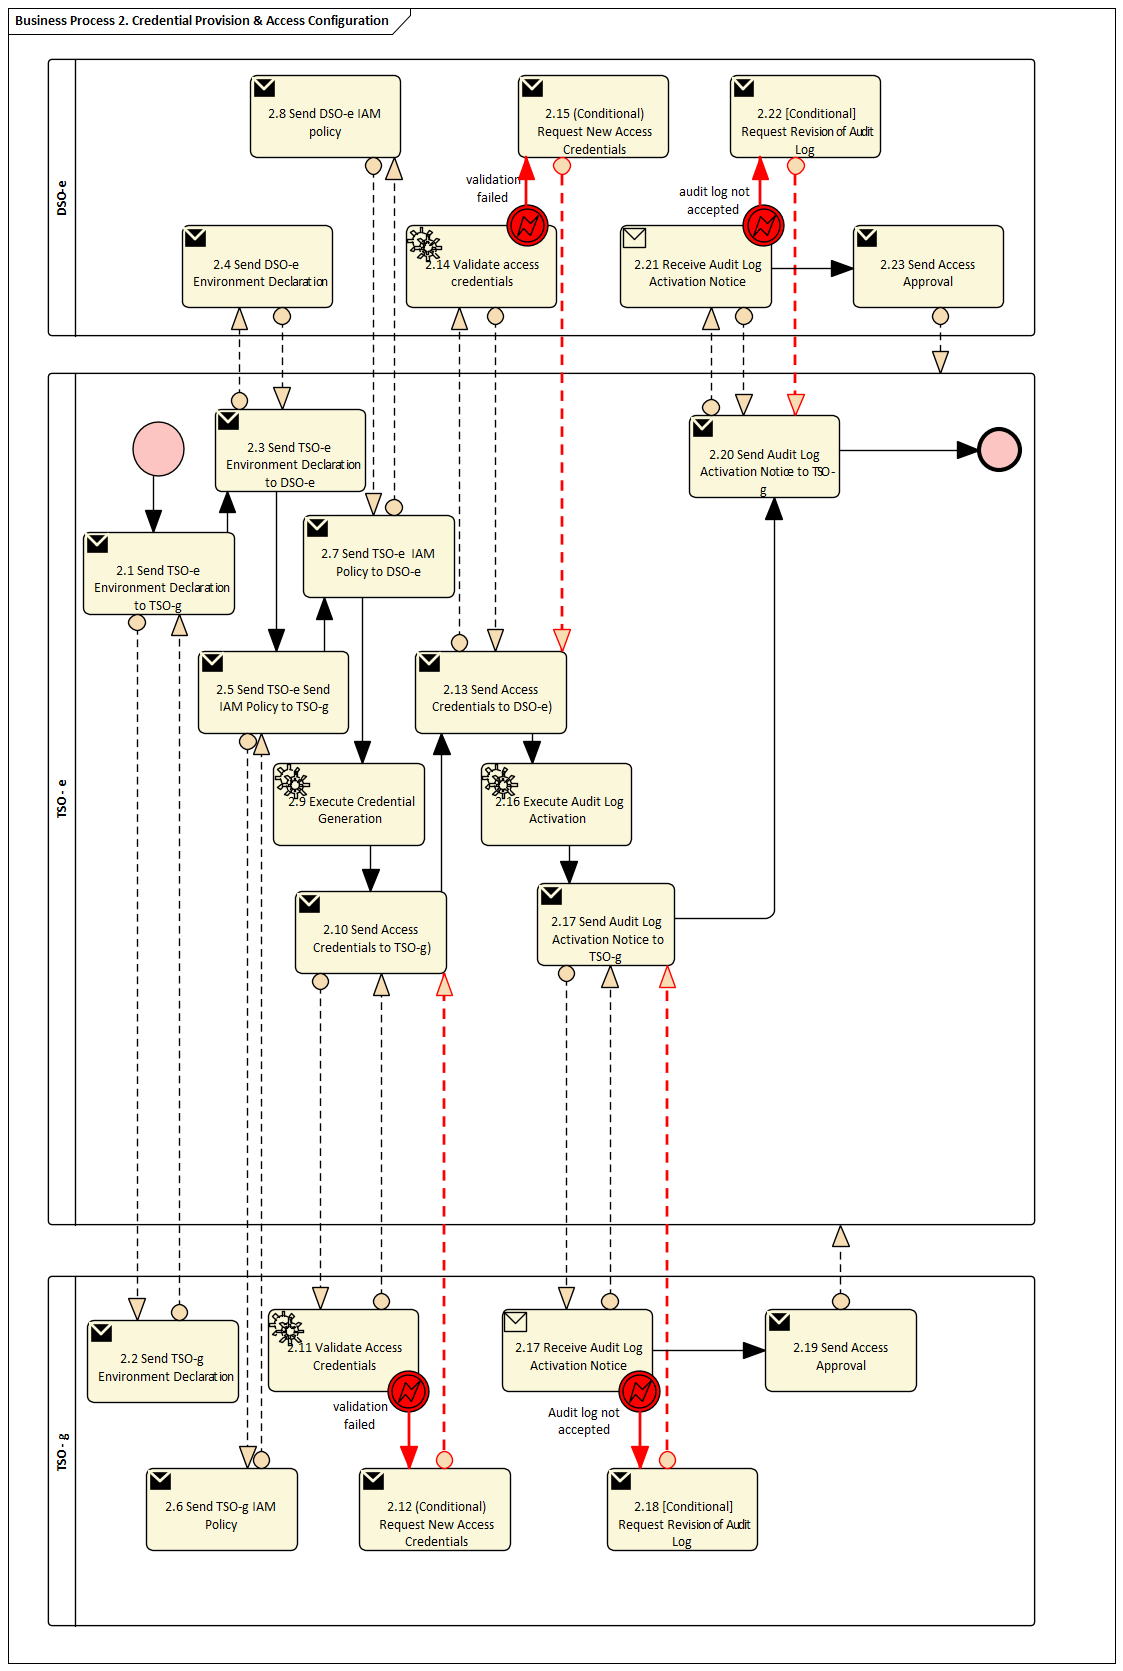 Business Process 2. Credential Provision & Access Configuration
DSO-e
2.8 Send DSO-e IAM
policy
2.15 (Conditional)
Request New Access
Credentials
2.22 [Conditional]
Request Revision of Audit
Log
validation
failed
audit log not
accepted
2.4 Send DSO-e
Environment Declaration
2.14 Validate access
credentials
2.21 Receive Audit Log
Activation Notice
2.23 Send Access
Approval
TSO - e
2.3 Send TSO-e
Environment Declaration
to DSO-e
2.20 Send Audit Log
Activation Notice to TSO-
g
2.7 Send TSO-e IAM
Policy to DSO-e
2.1 Send TSO-e
Environment Declaration
to TSO-g
2.5 Send TSO-e Send
IAM Policy to TSO-g
2.13 Send Access
Credentials to DSO-e)
2.9 Execute Credential
Generation
2.16 Execute Audit Log
Activation
2.10 Send Access
Credentials to TSO-g)
2.17 Send Audit Log
Activation Notice to
TSO-g
TSO - g
2.2 Send TSO-g
Environment Declaration
2.11 Validate Access
Credentials
2.17 Receive Audit Log
Activation Notice
2.19 Send Access
Approval
validation
failed
Audit log not
accepted
2.6 Send TSO-g IAM
Policy
2.12 (Conditional)
Request New Access
Credentials
2.18 [Conditional]
Request Revision of Audit
Log